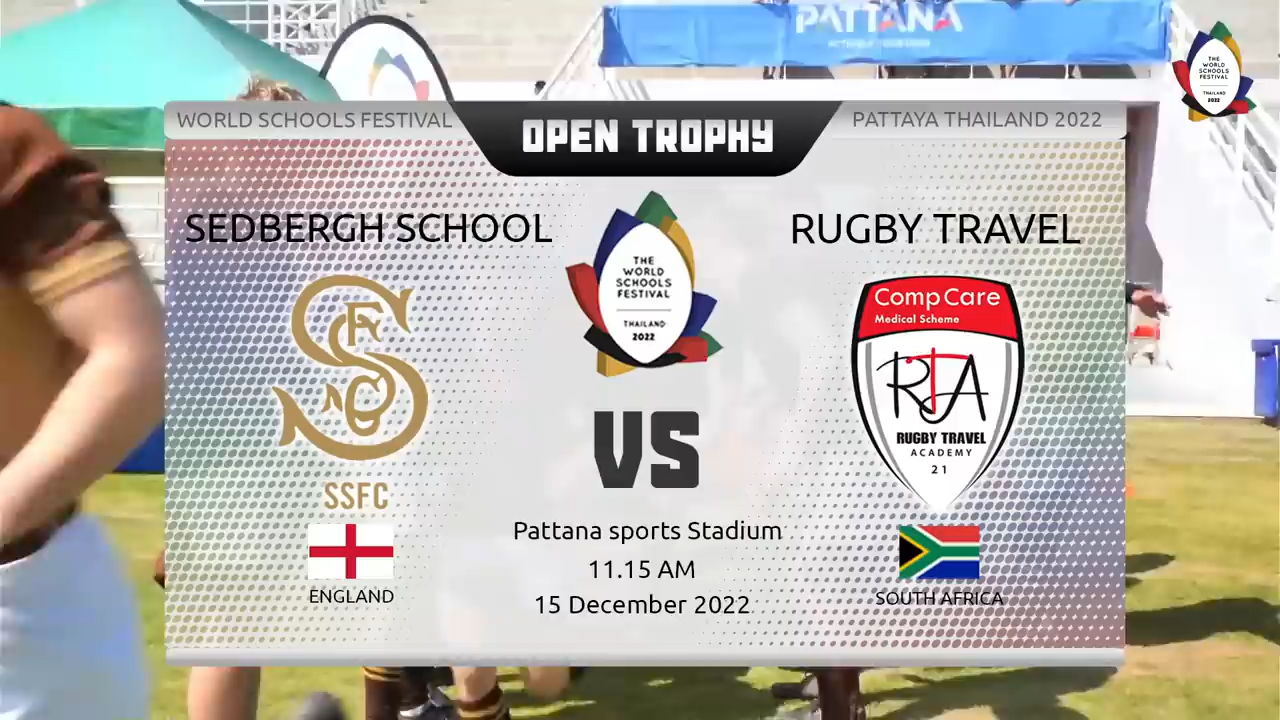 PATTANA
THE
WORLD
SCHOOLS
FESTIVAL
THAILAND
2022
WORLD SCHOOLS FESTIVAL
OPEN TROPHY
PATTAYA THAILAND 2022
SEDBERGH SCHOOL
RUGBY TRAVEL
THE
WORLD
SCHOOLS
FESTIVAL
THAILAND
2022
SFNC
SSFC
CompCare
Medical Scheme
RTA
RUGBY TRAVEL
ACADEMY
21
VS
Pattana sports Stadium
11.15 AM
15 December 2022
ENGLAND
SOUTH AFRICA